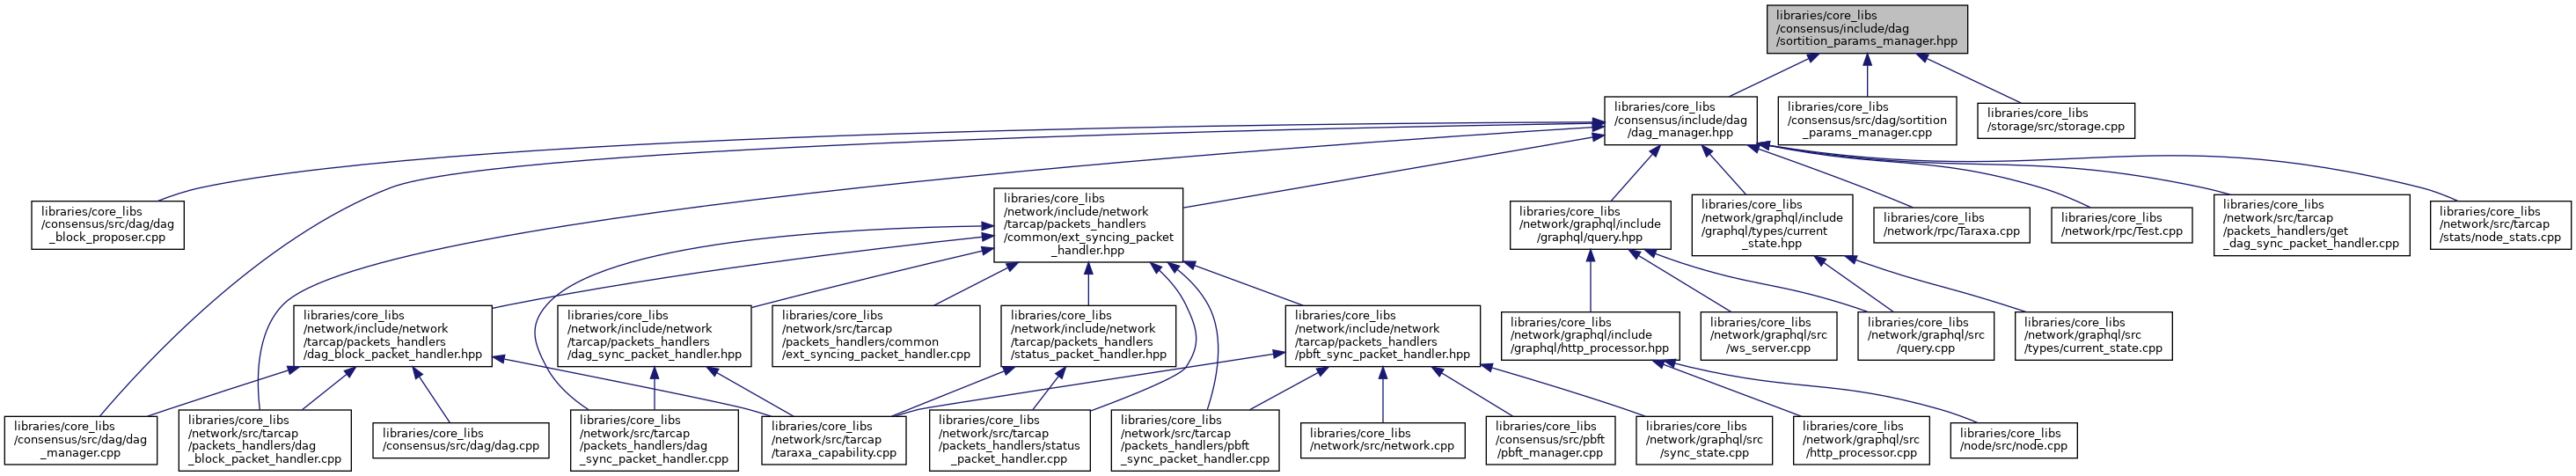 libraries/core_libs
/consensus/include/dag
/sortition_params_manager.hpp
libraries/core_libs
/consensus/include/dag
/dag_manager.hpp
libraries/core_libs
/consensus/src/dag/sortition
_params_manager.cpp
libraries/core_libs
/storage/src/storage.cpp
libraries/core_libs
/consensus/src/dag/dag
_block_proposer.cpp
libraries/core_libs
/network/include/network
/tarcap/packets_handlers
/common/ext_syncing_packet
_handler.hpp
libraries/core_libs
/network/graphql/include
/graphql/query.hpp
libraries/core_libs
/network/graphql/include
/graphql/types/current
_state.hpp
libraries/core_libs
/network/rpc/Taraxa.cpp
libraries/core_libs
/network/rpc/Test.cpp
libraries/core_libs
/network/src/tarcap
/packets_handlers/get
_dag_sync_packet_handler.cpp
libraries/core_libs
/network/src/tarcap
/stats/node_stats.cpp
libraries/core_libs
/network/include/network
/tarcap/packets_handlers
/dag_block_packet_handler.hpp
libraries/core_libs
/network/include/network
/tarcap/packets_handlers
/dag_sync_packet_handler.hpp
libraries/core_libs
/network/src/tarcap
/packets_handlers/common
/ext_syncing_packet_handler.cpp
libraries/core_libs
/network/include/network
/tarcap/packets_handlers
/status_packet_handler.hpp
libraries/core_libs
/network/include/network
/tarcap/packets_handlers
/pbft_sync_packet_handler.hpp
libraries/core_libs
/network/graphql/include
/graphql/http_processor.hpp
libraries/core_libs
/network/graphql/src
/ws_server.cpp
libraries/core_libs
/network/graphql/src
/query.cpp
libraries/core_libs
/network/graphql/src
/types/current_state.cpp
libraries/core_libs
/consensus/src/dag/dag
_manager.cpp
libraries/core_libs
/network/src/tarcap
/packets_handlers/dag
_block_packet_handler.cpp
libraries/core_libs
/consensus/src/dag/dag.cpp
libraries/core_libs
/network/src/tarcap
/packets_handlers/dag
_sync_packet_handler.cpp
libraries/core_libs
/network/src/tarcap
/taraxa_capability.cpp
libraries/core_libs
/network/src/tarcap
/packets_handlers/status
_packet_handler.cpp
libraries/core_libs
/network/src/tarcap
/packets_handlers/pbft
_sync_packet_handler.cpp
libraries/core_libs
/network/src/network.cpp
libraries/core_libs
/consensus/src/pbft
/pbft_manager.cpp
libraries/core_libs
/network/graphql/src
/sync_state.cpp
libraries/core_libs
/network/graphql/src
/http_processor.cpp
libraries/core_libs
/node/src/node.cpp